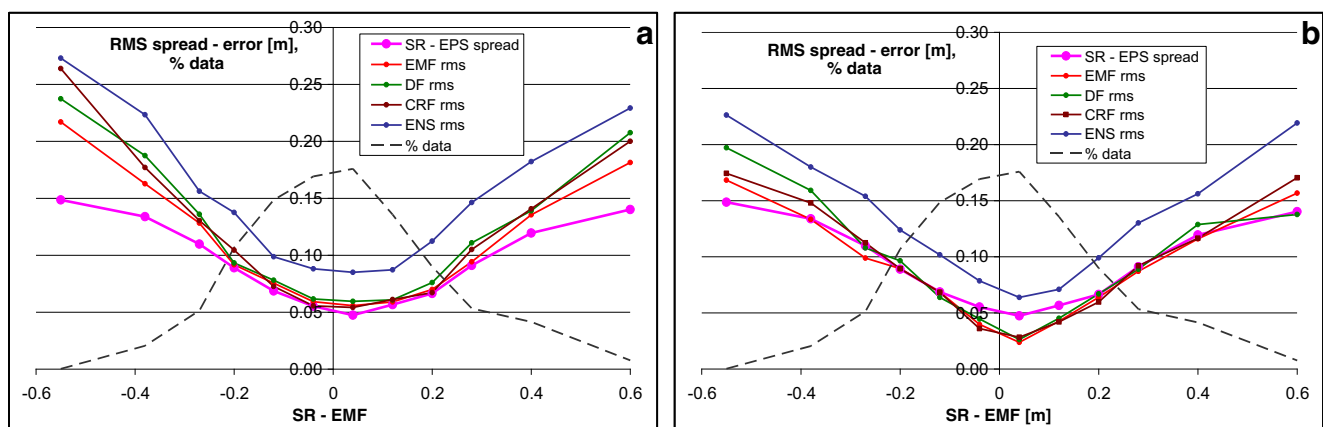 a
RMS spread - error [m],
% data
SR - EPS spread
EMF rms
DF rms
CRF rms
ENS rms
% data
0.30
0.25
0.20
0.15
0.10
0.05
0.00
-0.6 -0.4 -0.2 0 0.2 0.4 0.6
SR - EMF
b
RMS spread - error [m],
% data
SR - EPS spread
EMF rms
DF rms
CRF rms
ENS rms
% data
0.30
0.25
0.20
0.15
0.10
0.05
0.00
-0.6 -0.4 -0.2 0 0.2 0.4 0.6
SR - EMF [m]